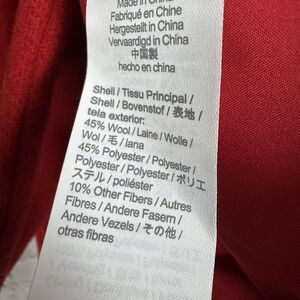 Made in China
Fabriqué en Chine
Hergestellt in China
Vervaardigd in China
中国製
hecho en china
Shell / Tissu Principal /
Shell / Bovenstof / 表地 /
tela exterior:
45% Wool / Laine / Wolle /
Wol / 毛 / lana
45% Polyester / Polyester /
Polyester / Polyester / ポリエ
ステル / poliéster
10% Other Fibers / Autres
Fibres / Andere Fasern /
Andere Vezels / その他 /
otras fibras